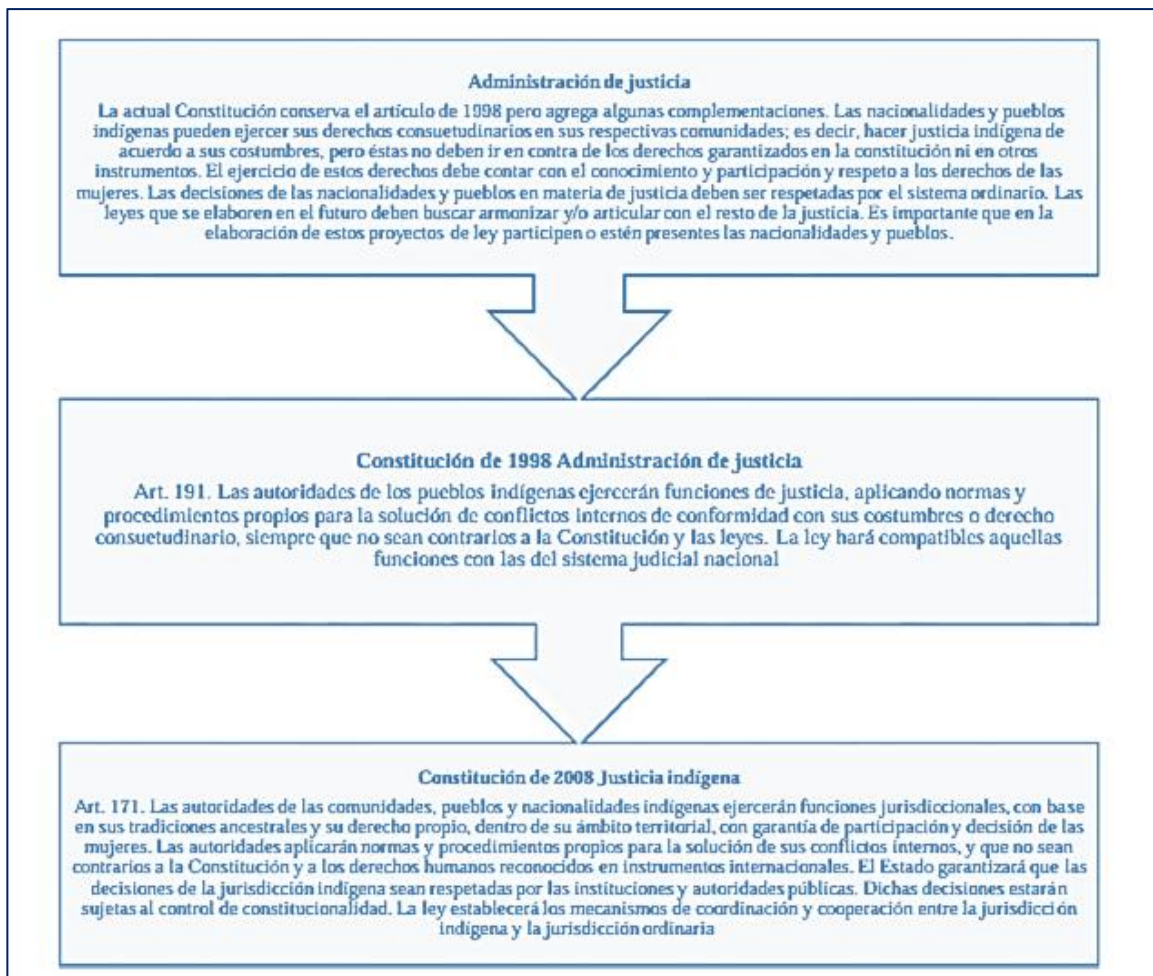 Administración de justicia
La actual Constitución conserva el artículo de 1998 pero agrega algunas complementaciones. Las nacionalidades y pueblos
indígenas pueden ejercer sus derechos consuetudinarios en sus respectivas comunidades; es decir, hacer justicia indígena de
acuerdo a sus costumbres, pero éstas no deben ir en contra de los derechos garantizados en la constitución ni en otros
instrumentos. El ejercicio de estos derechos debe contar con el conocimiento y participación y respeto a los derechos de las
mujeres. Las decisiones de las nacionalidades y pueblos en materia de justicia deben ser respetadas por el sistema ordinario. Las
leyes que se elaboren en el futuro deben buscar armonizar y/o articular con el resto de la justicia. Es importante que en la
elaboración de estos proyectos de ley participen o estén presentes las nacionalidades y pueblos.
Constitución de 1998 Administración de justicia
Art. 191. Las autoridades de los pueblos indígenas ejercerán funciones de justicia, aplicando normas y
procedimientos propios para la solución de conflictos internos de conformidad con sus costumbres o derecho
consuetudinario, siempre que no sean contrarios a la Constitución y las leyes. La ley hará compatibles aquellas
funciones con las del sistema judicial nacional
Constitución de 2008 Justicia indígena
Art. 171. Las autoridades de las comunidades, pueblos y nacionalidades indígenas ejercerán funciones jurisdiccionales, con base
en sus tradiciones ancestrales y su derecho propio, dentro de su ámbito territorial, con garantía de participación y decisión de las
mujeres. Las autoridades aplicarán normas y procedimientos propios para la solución de sus conflictos internos, y que no sean
contrarios a la Constitución y a los derechos humanos reconocidos en instrumentos internacionales. El Estado garantizará que las
decisiones de la jurisdicción indígena sean respetadas por las instituciones y autoridades públicas. Dichas decisiones estarán
sujetas al control de constitucionalidad. La ley establecerá los mecanismos de coordinación y cooperación entre la jurisdicción
indígena y la jurisdicción ordinaria